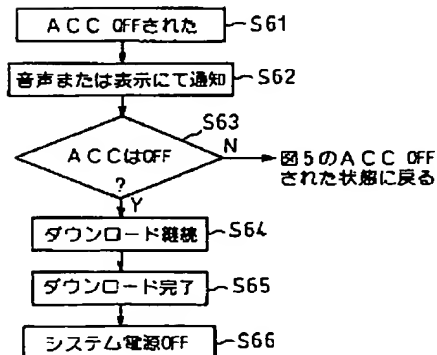 ACC OFFされた
S61
音声または表示にて通知
S62
S63
ACCはOFF
?
N
図5のACC OFF
された状態に戻る
Y
ダウンロード継続
S64
ダウンロード完了
S65
システム電源OFF
S66